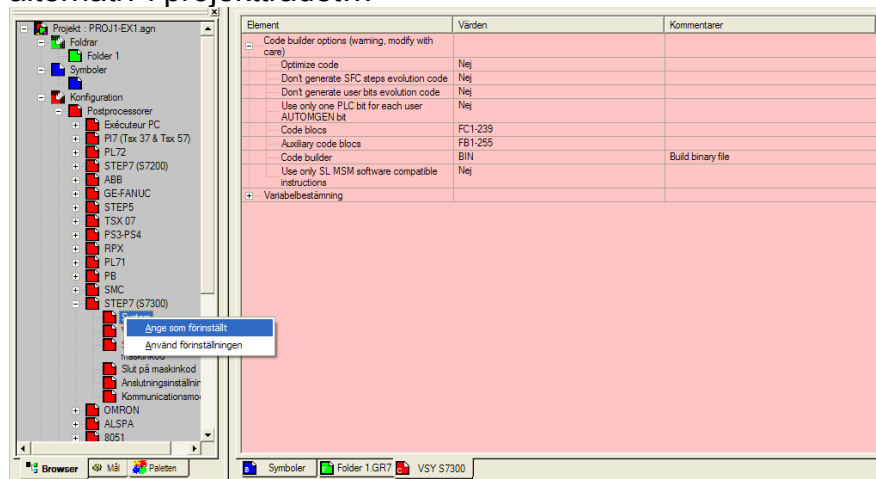 Projekt : PROJ1-EX1.agn
Foldrar
Folder 1
Symboler
Konfiguration
Postprocessorer
Exécuteur PC
PI7 (Tsx 37 & Tsx 57)
PL72
STEP7 (S7200)
ABB
GE-FANUC
STEP5
TSX 07
PS3-PS4
RPX
PL71
PB
SMC
STEP7 (S7300)
Ange som förinställt
Använd förinställningen
maskinkod
Slut på maskinkod
Anslutningsinställnin
Kommunicationsmo
OMRON
ALSPA
8051
Browser Mål Paletten
Element Värden Kommentarer
Code builder options (warning, modify with
care)
Optimize code Nej
Don't generate SFC steps evolution code Nej
Don't generate user bits evolution code Nej
Use only one PLC bit for each user Nej
AUTOMGEN bit
Code blocs FC1-239
Auxiliary code blocs FB1-255
Code builder BIN Build binary file
Use only SL MSM software compatible Nej
instructions
Variabelbestämning
Symboler Folder 1.GR7 VSY S7300